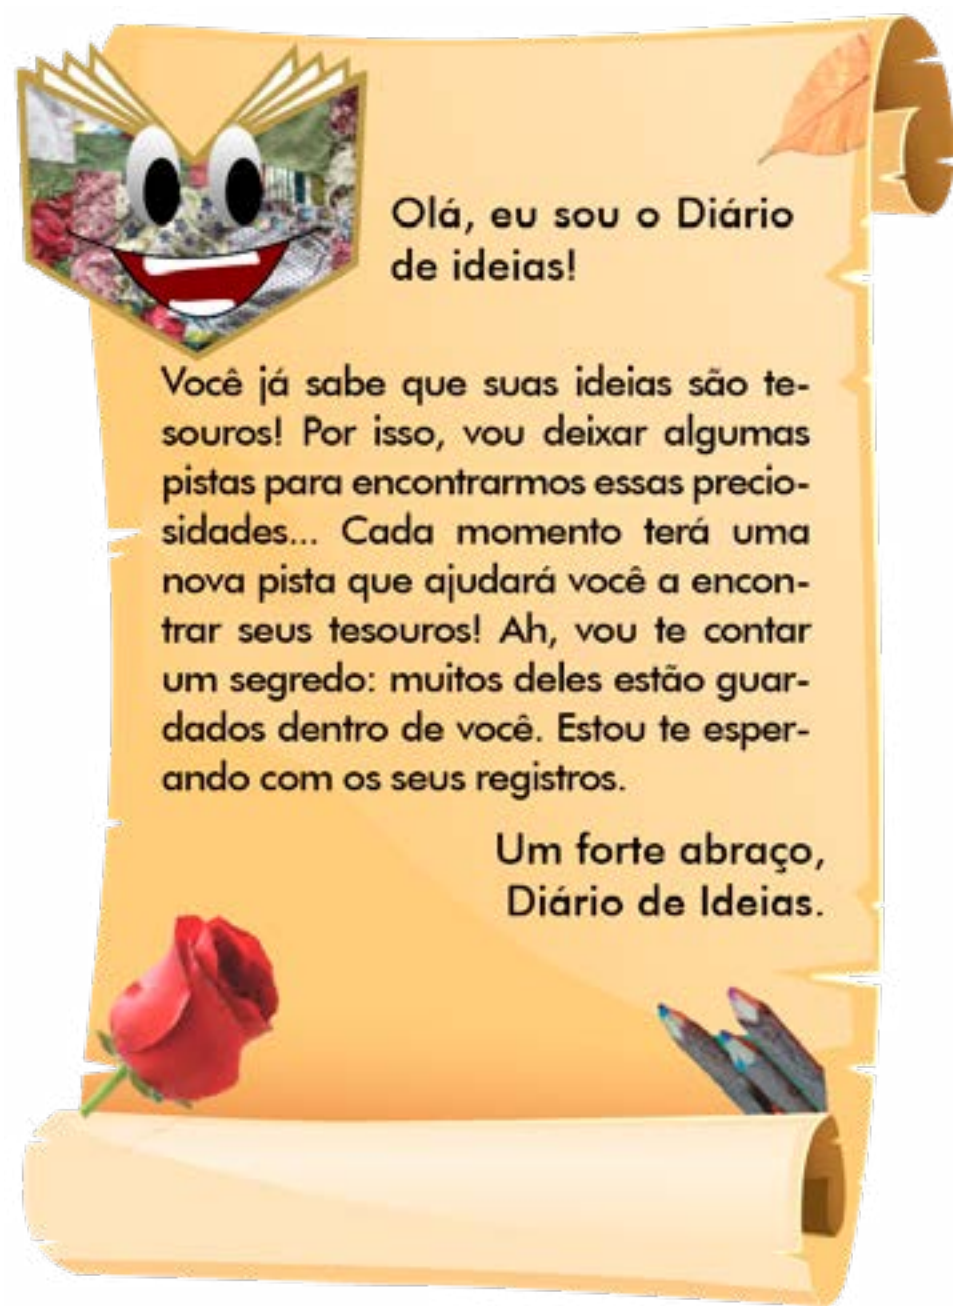 Olá, eu sou o Diário
de ideias!
Você já sabe que suas ideias são te-
souros! Por isso, vou deixar algumas
pistas para encontrarmos essas precio-
sidades... Cada momento terá uma
nova pista que ajudará você a encon-
trar seus tesouros! Ah, vou te contar
um segredo: muitos deles estão guar-
dados dentro de você. Estou te esper-
ando com os seus registros.
Um forte abraço,
Diário de Ideias.